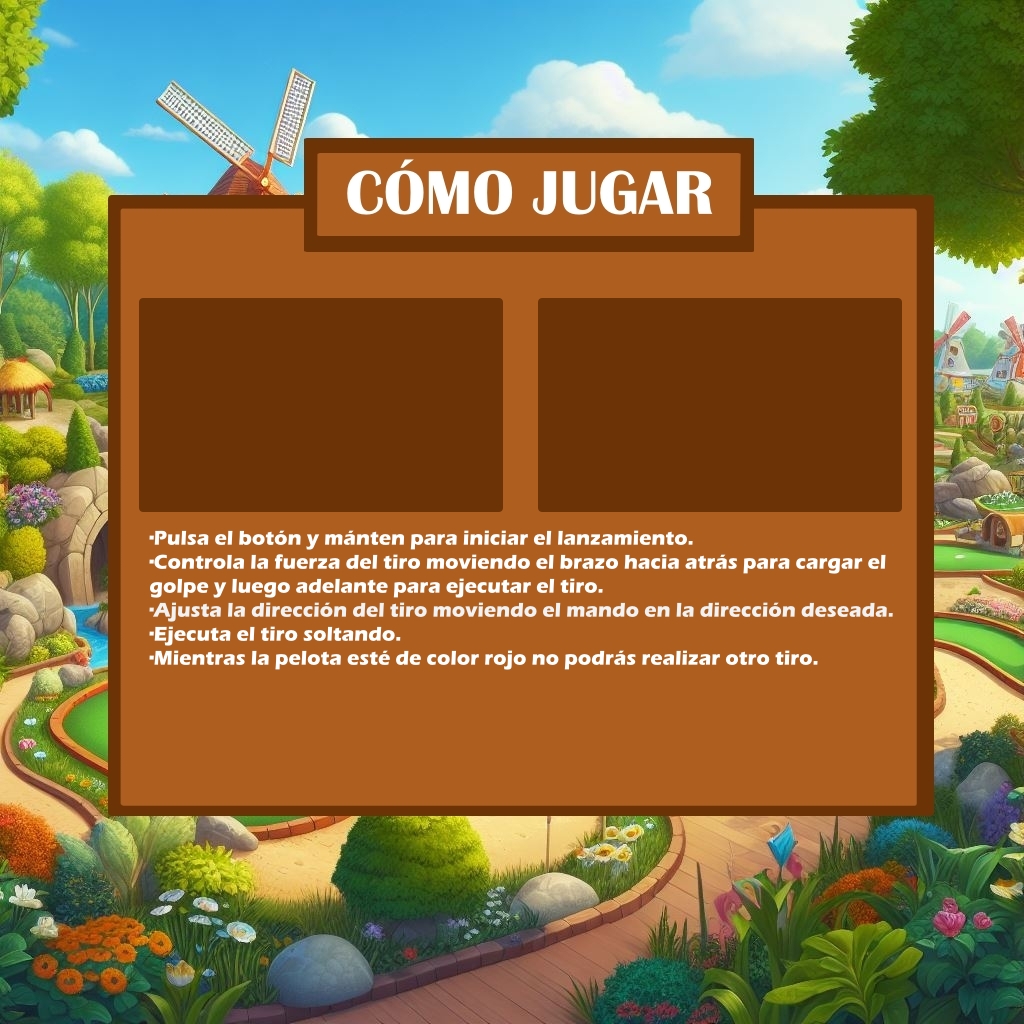 CÓMO JUGAR
·Pulsa el botón y mánten para iniciar el lanzamiento.
·Controla la fuerza del tiro moviendo el brazo hacia atrás para cargar el
golpe y luego adelante para ejecutar el tiro.
·Ajusta la dirección del tiro moviendo el mando en la dirección deseada.
·Ejecuta el tiro soltando.
·Mientras la pelota esté de color rojo no podrás realizar otro tiro.